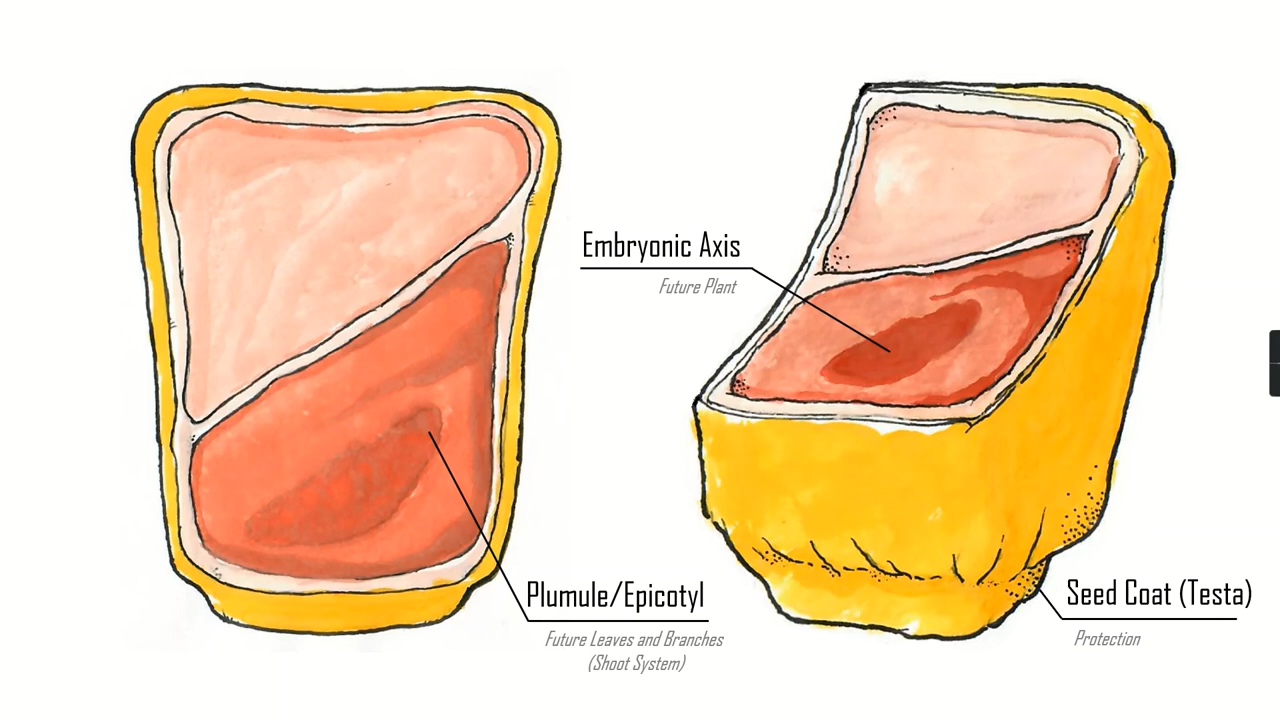 Embryonic Axis
Future Plant
Plumule/Epicotyl
Future Leaves and Branches
(Shoot System)
Seed Coat (Testa)
Protection